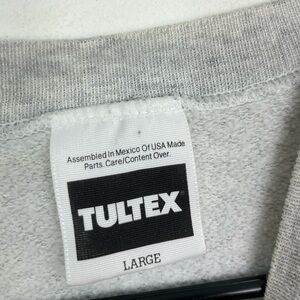 Assembled In Mexico Of USA Made
Parts. Care/Content Over.
TULTEX
LARGE